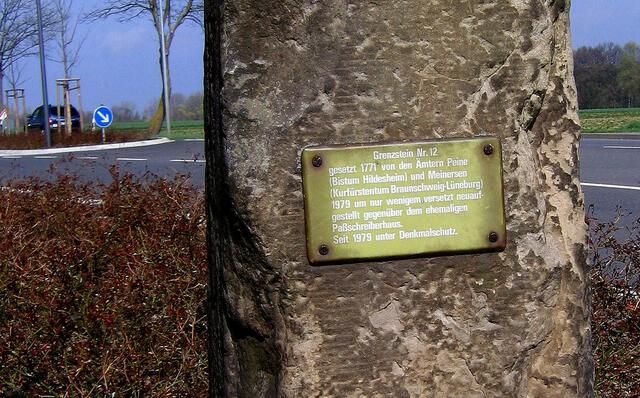 Grenzstein Nr. 12
gesetzt 1771 von den Ämtern Peine
(Bistum Hildesheim) und Meinersen
(Kurfürstentum Braunschweig-Lüneburg)
1979 um nur wenigem versetzt neuauf-
gestellt gegenüber dem ehemaligen
Paßschreiberhaus.
Seit 1979 unter Denkmalschutz.